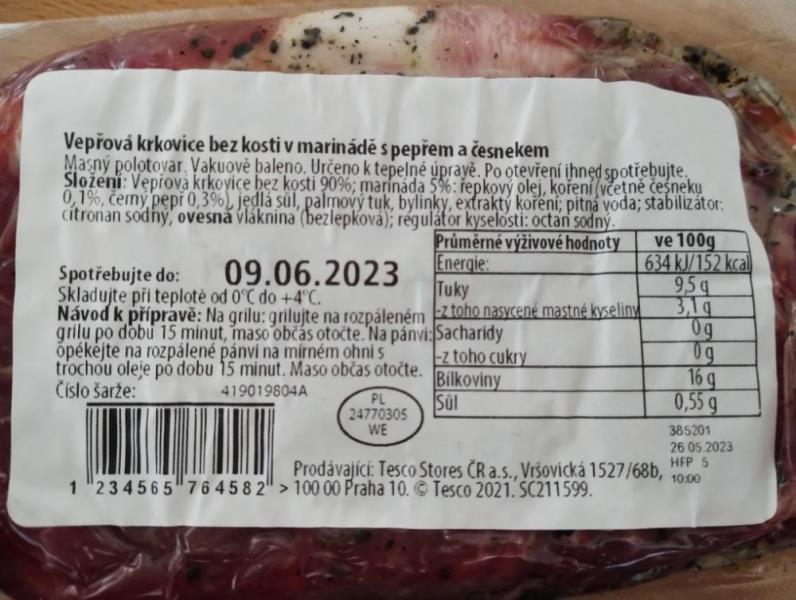 Vepřová krkovice bez kosti v marinádě s pepřem a česnekem
Masný polotovar. Vakuově baleno. Určeno k tepelné úpravě. Po otevření ihned spotřebujte.
Složení: Vepřová krkovice bez kosti 90%; marináda 5%: řepkový olej, koření (včetně česneku
0,1%, černý pepř 0,3%), jedlá sůl, palmový tuk, bylinky, extrakty koření; pitná voda; stabilizátor:
citronan sodný, ovesná vláknina (bezlepková); regulátor kyselosti: octan sodný.
Průměrné výživové hodnoty ve 100g
Energie: 634 kJ/152 kcal
Tuky 9,5 g
-z toho nasycené mastné kyseliny 3,1 g
Sacharidy 0 g
-z toho cukry 0 g
Bílkoviny 16 g
Sůl 0,55 g
Spotřebujte do: 09.06.2023
Skladujte při teplotě od 0°C do +4°C.
Návod k přípravě: Na grilu: grilujte na rozpáleném
grilu po dobu 15 minut, maso občas otočte. Na pánvi:
opékejte na rozpálené pánvi na mírném ohni s
trochou oleje po dobu 15 minut. Maso občas otočte.
Číslo šarže: 419019804A
PL
24770305
WE
385201
26 05 2023
HFP 5
10:00
1 234565 764582 >
Prodávající: Tesco Stores ČR a.s., Vršovická 1527/68b,
100 00 Praha 10. © Tesco 2021. SC211599.